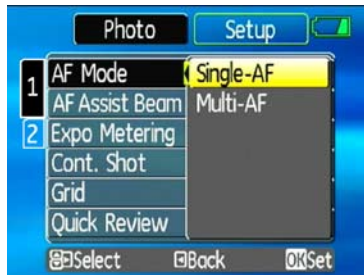 Photo Setup
1
AF Mode Single-AF
AF Assist Beam Multi-AF
2 Expo Metering
Cont. Shot
Grid
Quick Review
Select Back OK Set